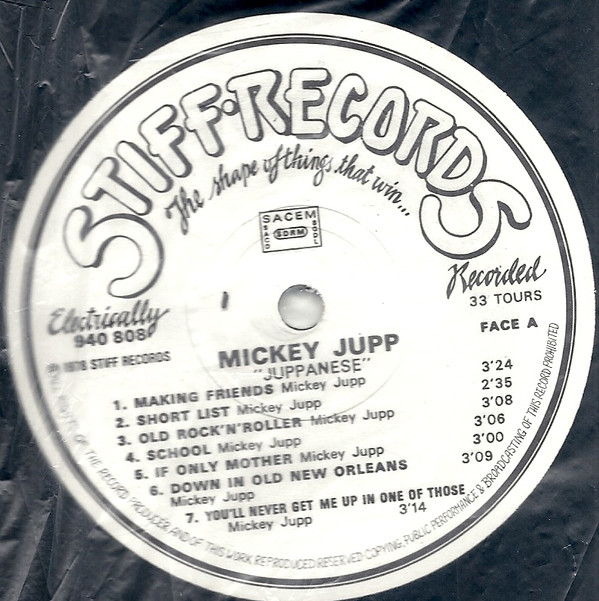 STIFF·RECORDS
The shape of things that win...
SACEM
SACD SDRM SGDL
Electrically
940 808
Recorded
33 TOURS
FACE A
℗ 1978 STIFF RECORDS
MICKEY JUPP
"JUPPANESE"
1. MAKING FRIENDS Mickey Jupp 3'24
2. SHORT LIST Mickey Jupp 2'35
3. OLD ROCK'N'ROLLER Mickey Jupp 3'08
4. SCHOOL Mickey Jupp 3'06
5. IF ONLY MOTHER Mickey Jupp 3'00
6. DOWN IN OLD NEW ORLEANS 3'09
Mickey Jupp
7. YOU'LL NEVER GET ME UP IN ONE OF THOSE
Mickey Jupp 3'14
OF THE RECORD PRODUCER AND OF THIS WORK REPRODUCED RESERVED·COPYING, PUBLIC PERFORMANCE & BROADCASTING OF THIS RECORD PROHIBITED